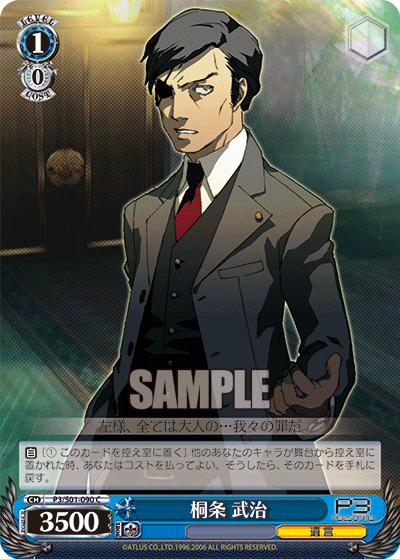 LEVEL
1
0
COST
SAMPLE
左様、全ては大人の…我々の罪だ
自[① このカードを控え室に置く]他のあなたのキャラが舞台から控え室に
置かれた時、あなたはコストを払ってよい。そうしたら、そのカードを手札に
戻す。
CH P3/S01-090 C
桐条 武治
P3
PERSONA3
3500
遺言
©ATLUS CO.,LTD.1996,2006 ALL RIGHTS RESERVED.